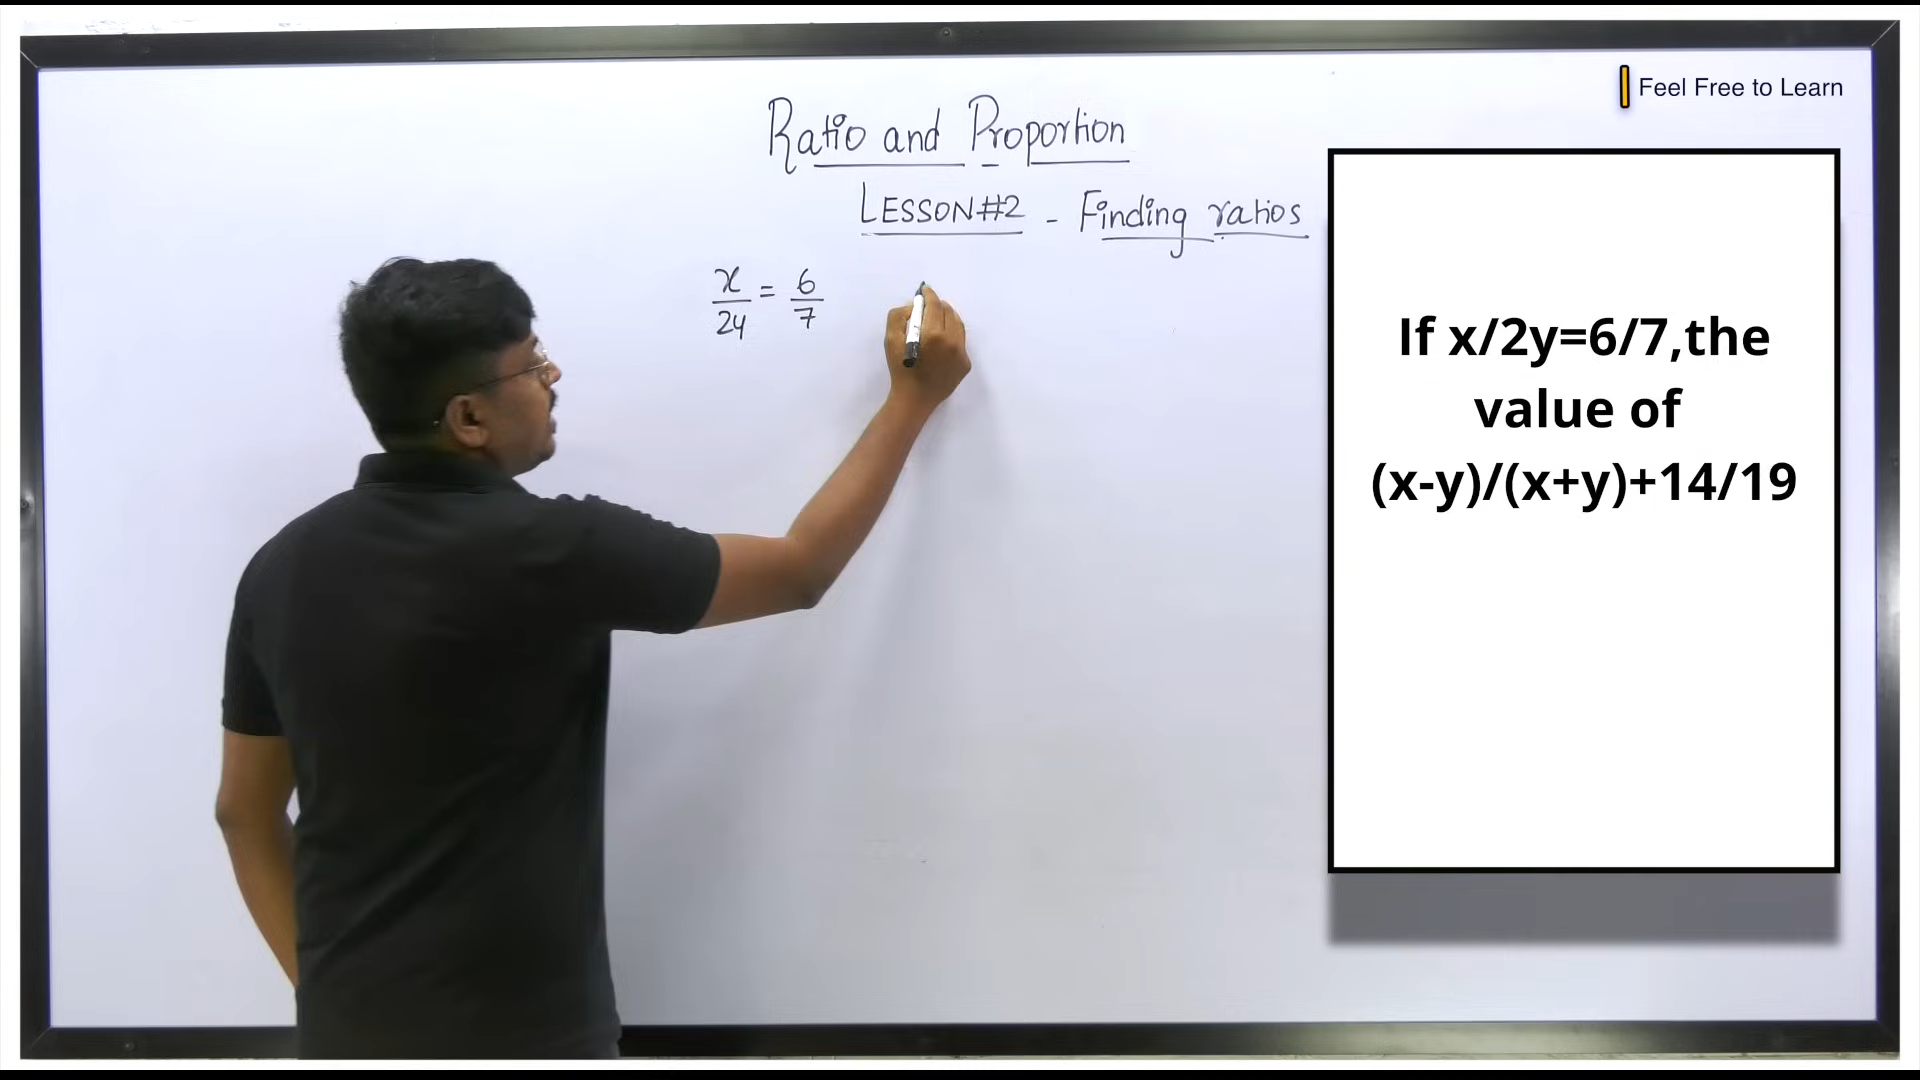 Feel Free to Learn
Ratio and Proportion
LESSON#2 - Finding ratios
x/2y = 6/7
If x/2y=6/7,the
value of
(x-y)/(x+y)+14/19